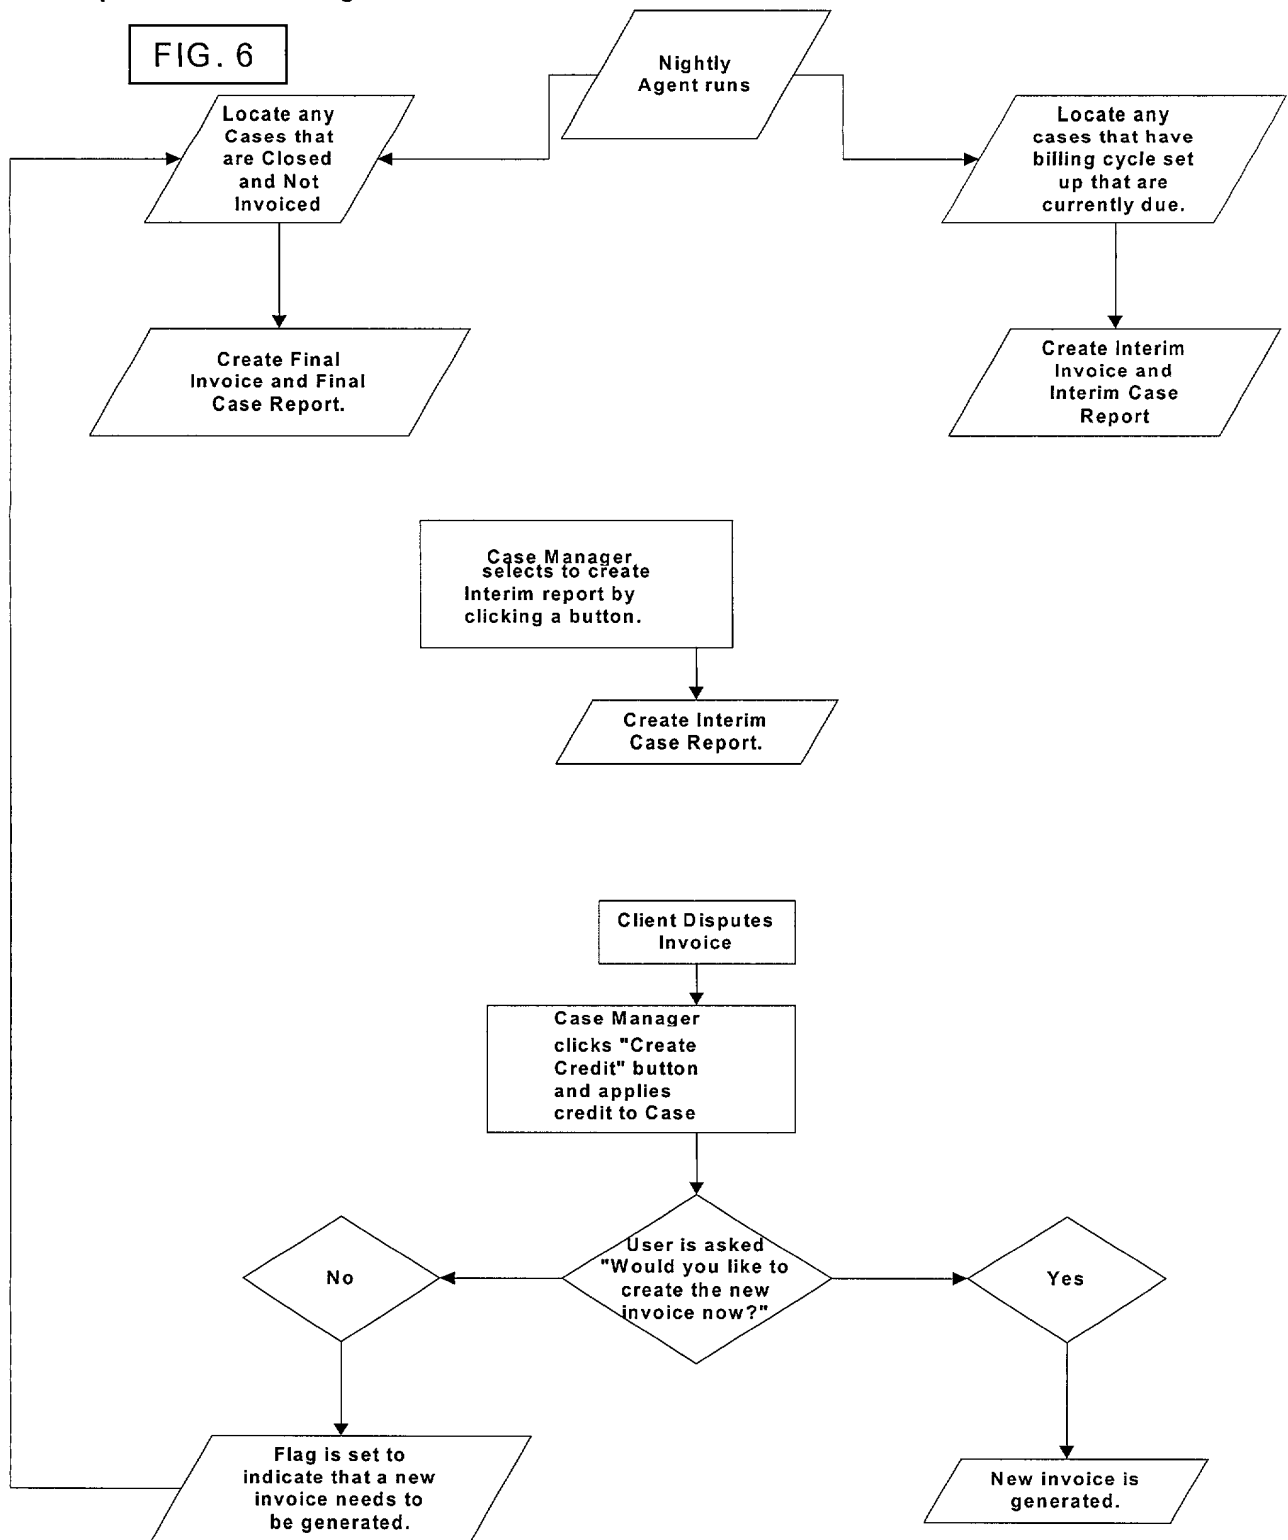 FIG. 6
Nightly
Agent runs
Locate any
Cases that
are Closed
and Not
Invoiced
Locate any
cases that have
billing cycle set
up that are
currently due.
Create Final
Invoice and Final
Case Report.
Create Interim
Invoice and
Interim Case
Report
Case Manager
selects to create
Interim report by
clicking a button.
Create Interim
Case Report.
Client Disputes
Invoice
Case Manager
clicks "Create
Credit" button
and applies
credit to Case
User is asked
"Would you like to
create the new
invoice now?"
No
Yes
Flag is set to
indicate that a new
invoice needs to
be generated.
New invoice is
generated.